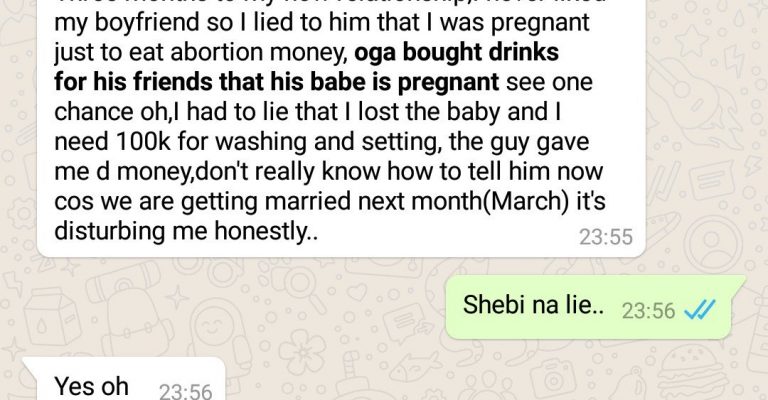 my boyfriend so I lied to him that I was pregnant
just to eat abortion money, oga bought drinks
for his friends that his babe is pregnant see one
chance oh,I had to lie that I lost the baby and I
need 100k for washing and setting, the guy gave
me d money,don't really know how to tell him now
cos we are getting married next month(March) it's
disturbing me honestly..
23:55
Shebi na lie.. 23:56
Yes oh 23:56